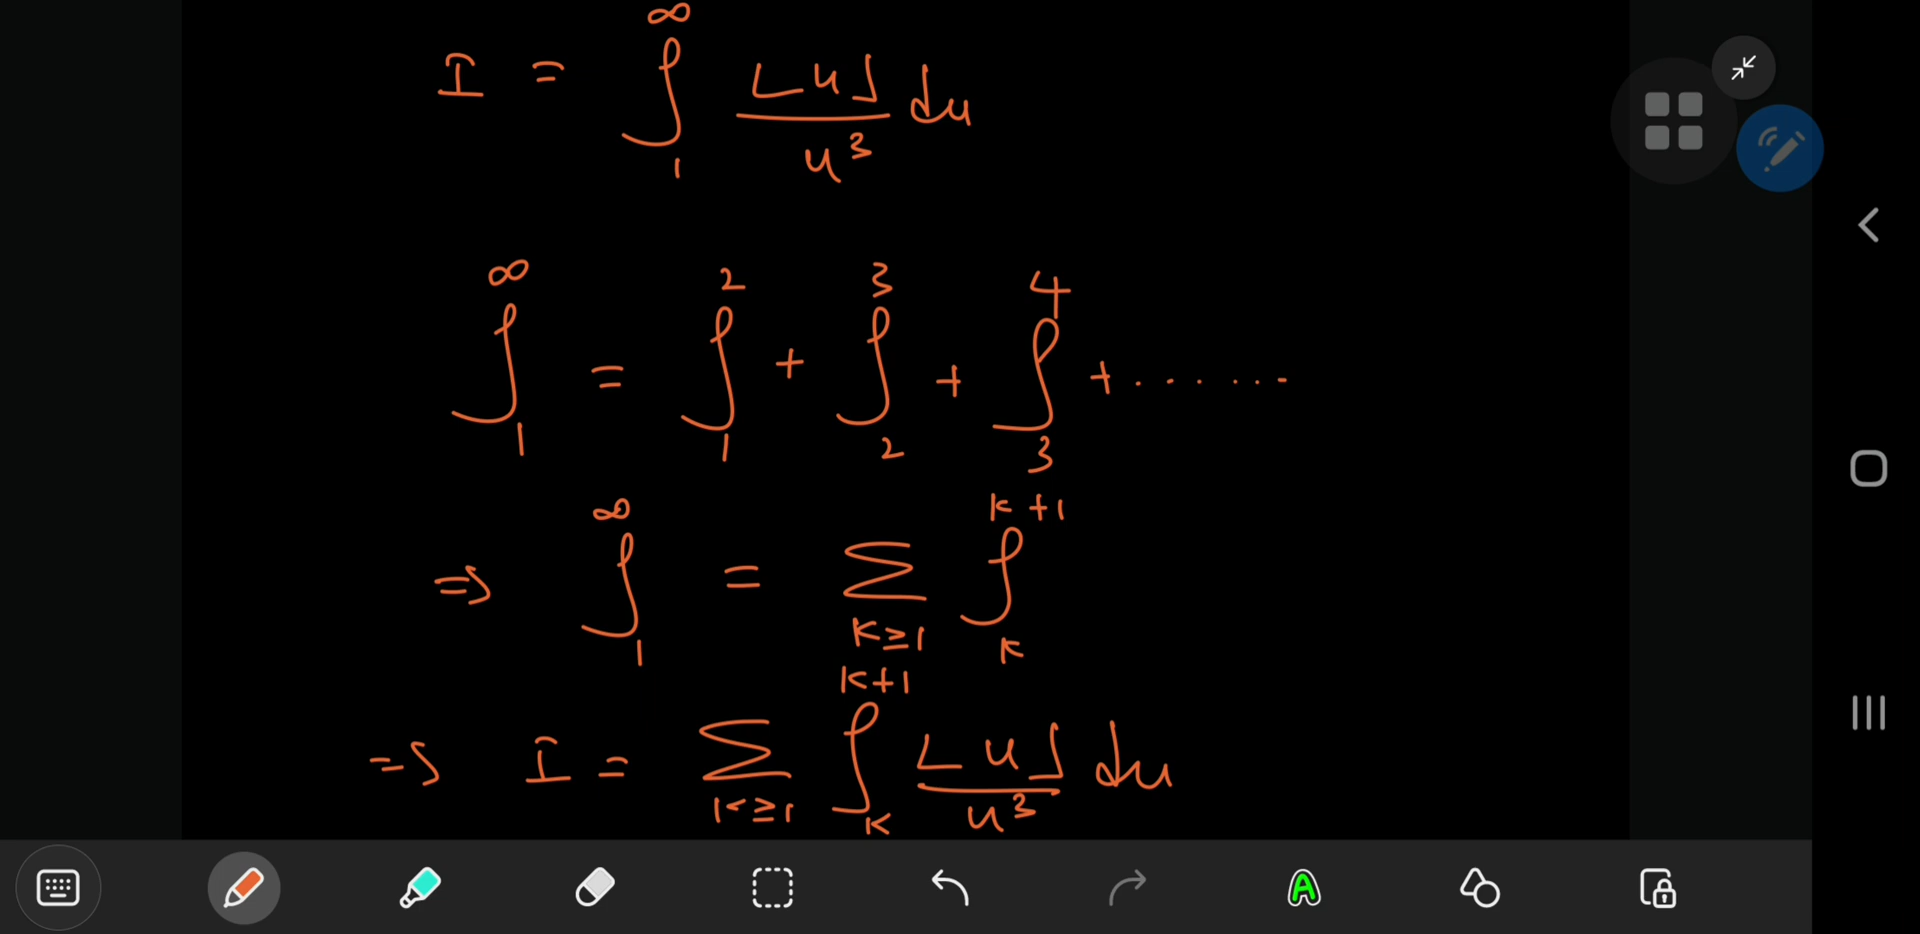 I = ∫₁^∞ ⌊u⌋/u³ du
∫₁^∞ = ∫₁² + ∫₂³ + ∫₃⁴ + .......
=> ∫₁^∞ = Σ_{K≥1} ∫_K^{K+1}
=> I = Σ_{K≥1} ∫_K^{K+1} ⌊u⌋/u³ du
A